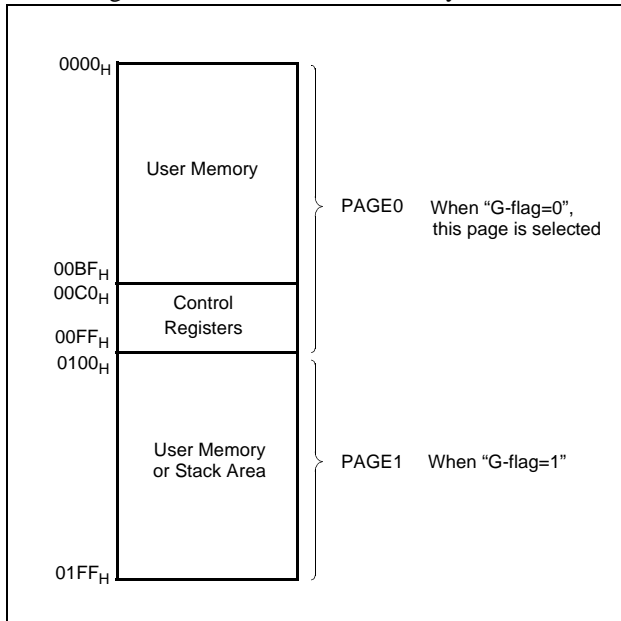 0000H
User Memory
PAGE0
When “G-flag=0”,
this page is selected
00BFH
00C0H
Control
Registers
00FFH
0100H
User Memory
or Stack Area
PAGE1
When “G-flag=1”
01FFH